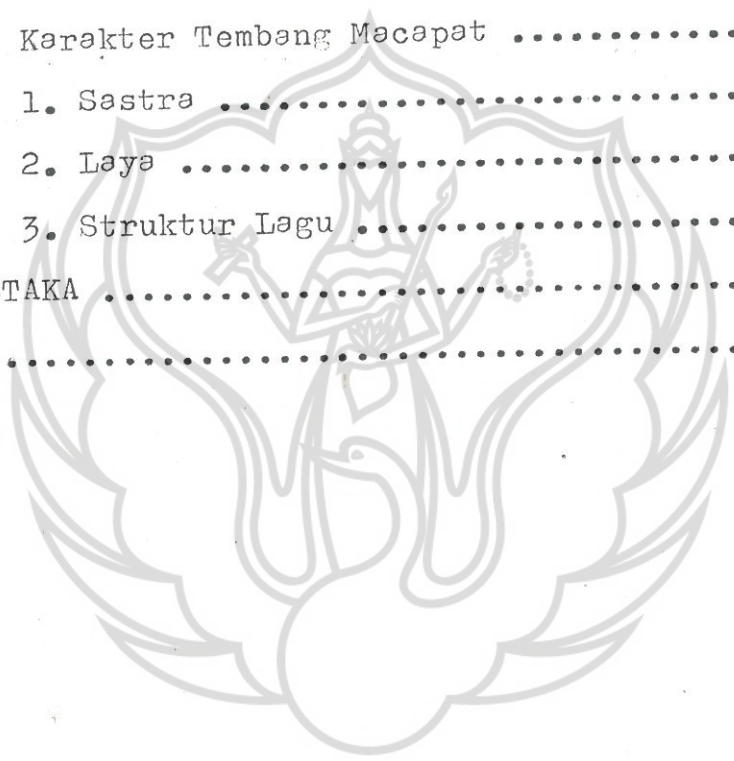 Karakter Tembang Macapat ............
1. Sastra ............................
2. Laya ..............................
3. Struktur Lagu .....................
TAKA .................................
......................................